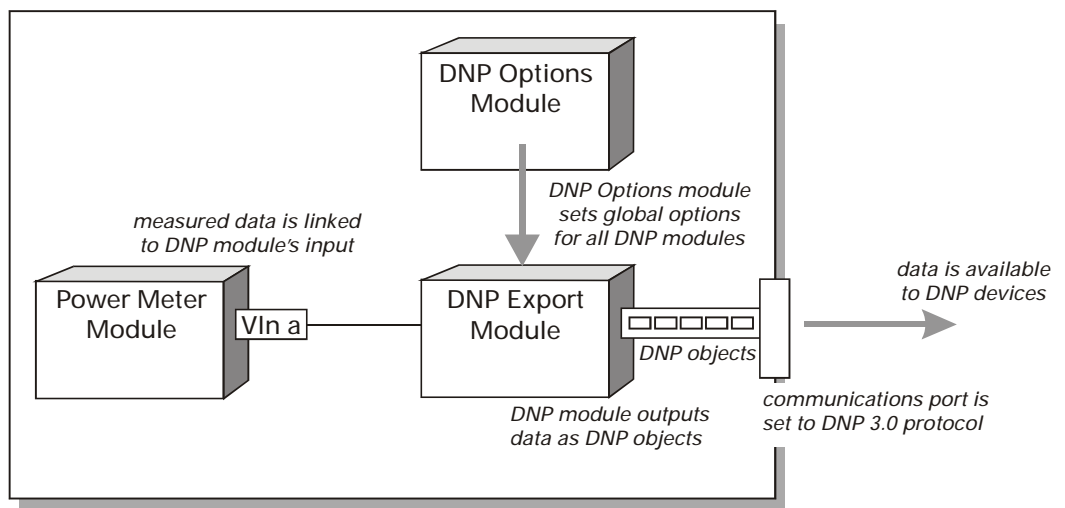 DNP Options
Module
DNP Options module
sets global options
for all DNP modules
measured data is linked
to DNP module's input
Power Meter
Module
VIn a
DNP Export
Module
DNP objects
DNP module outputs
data as DNP objects
data is available
to DNP devices
communications port is
set to DNP 3.0 protocol